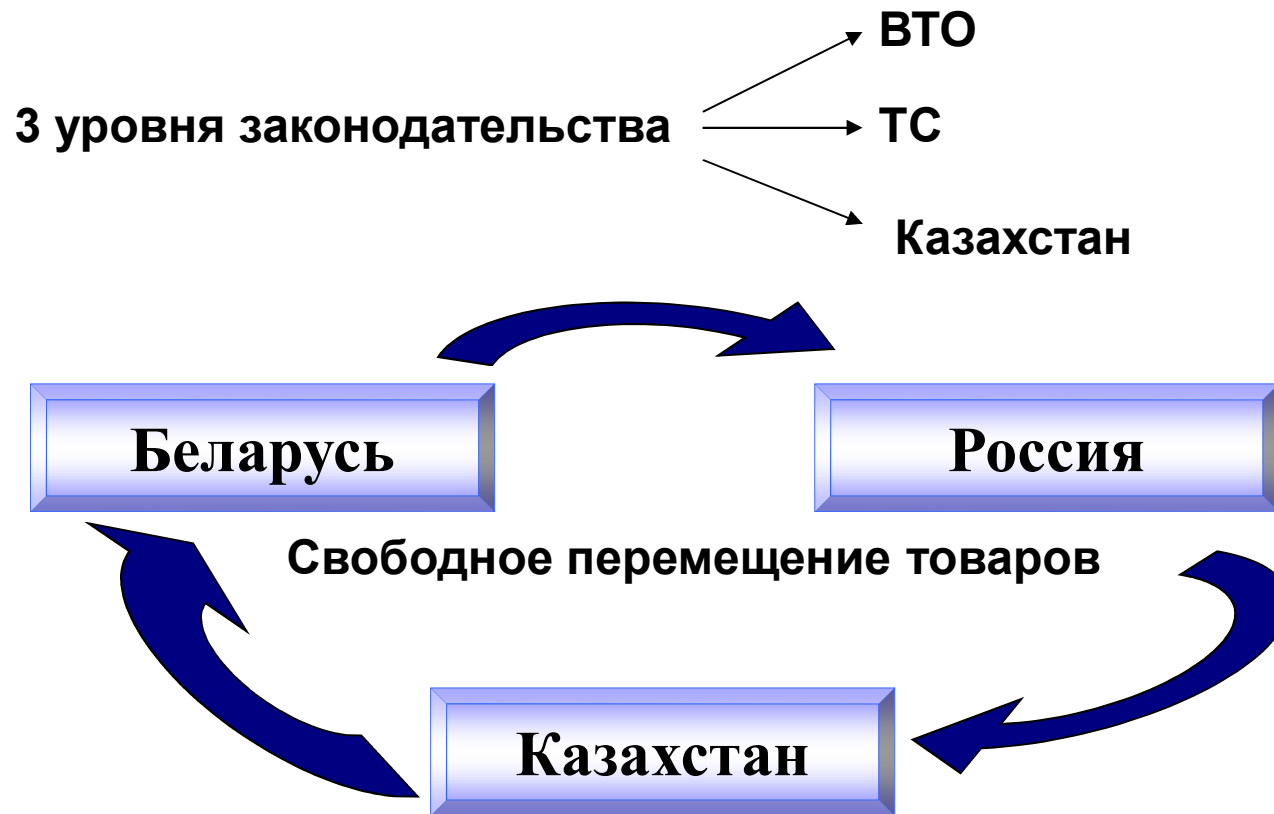 ВТО
3 уровня законодательства
ТС
Казахстан
Беларусь
Россия
Свободное перемещение товаров
Казахстан